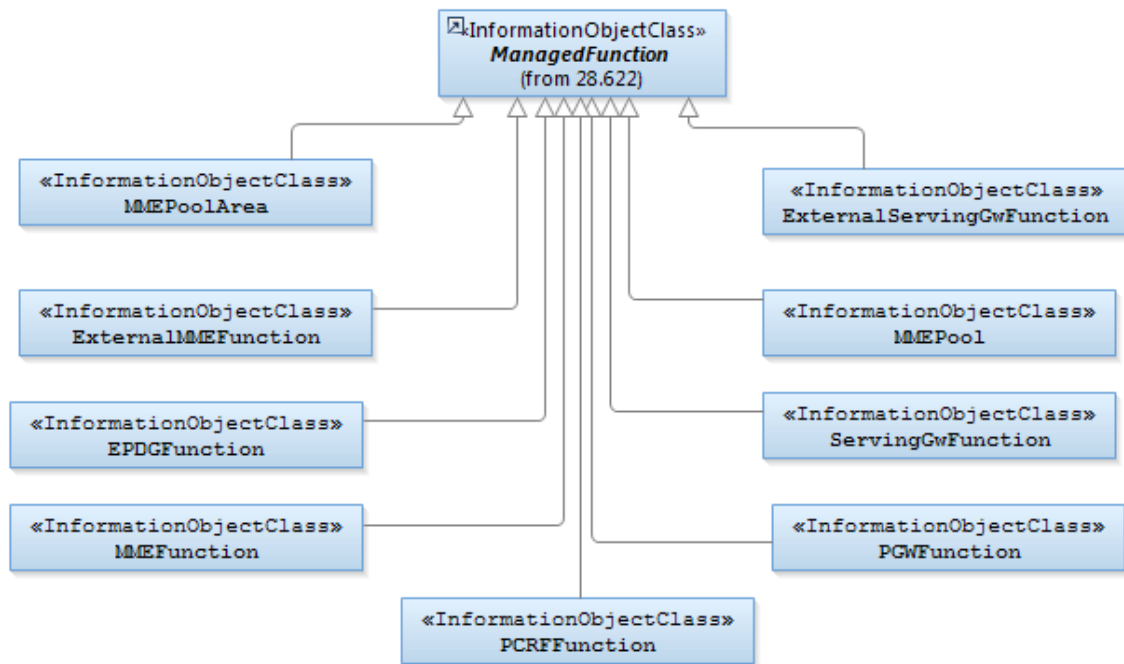 «InformationObjectClass»
ManagedFunction
(from 28.622)
«InformationObjectClass»
MMEPoolArea
«InformationObjectClass»
ExternalServingGwFunction
«InformationObjectClass»
ExternalMMEFunction
«InformationObjectClass»
MMEPool
«InformationObjectClass»
EPDGFunction
«InformationObjectClass»
ServingGwFunction
«InformationObjectClass»
MMEFunction
«InformationObjectClass»
PGWFunction
«InformationObjectClass»
PCRFFunction